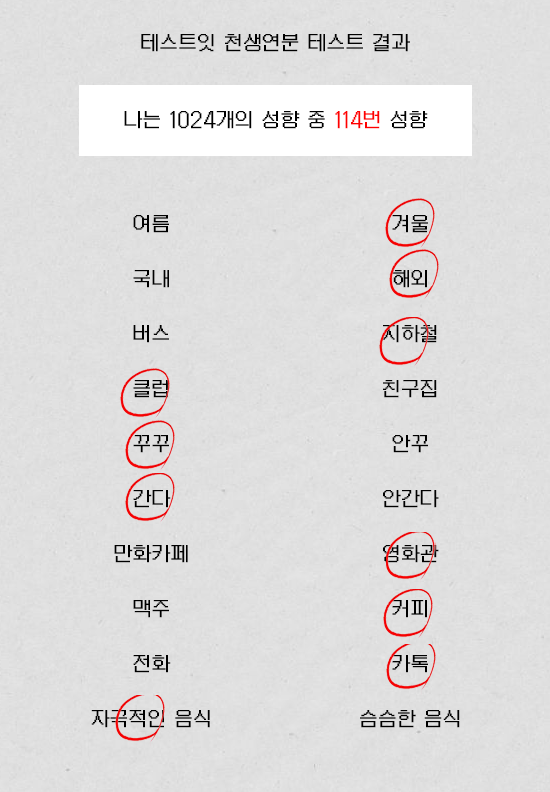 테스트잇 천생연분 테스트 결과
나는 1024개의 성향 중 114번 성향
여름 겨울
국내 해외
버스 지하철
클럽 친구집
꾸꾸 안꾸
간다 안간다
만화카페 영화관
맥주 커피
전화 카톡
자극적인 음식 슴슴한 음식